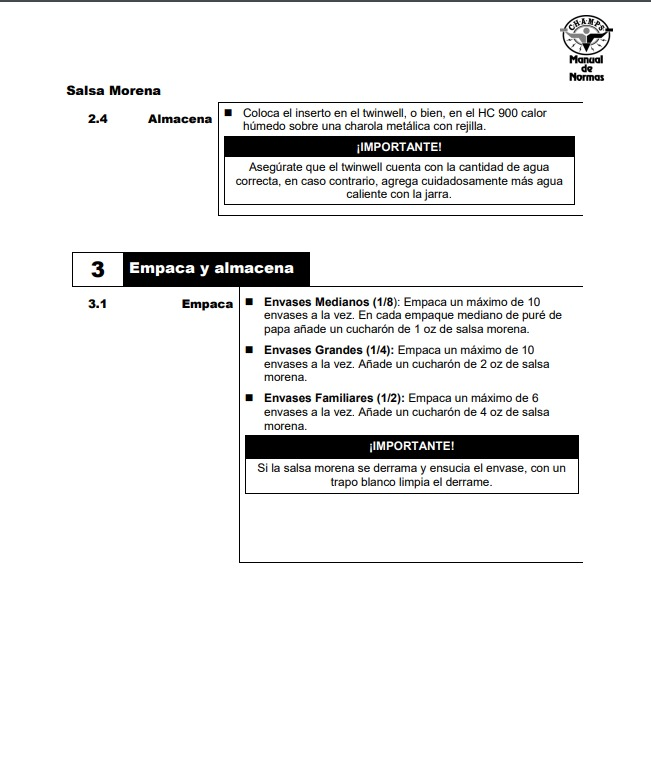 CHAMPS
Manual
de
Normas
Salsa Morena
2.4 Almacena
■ Coloca el inserto en el twinwell, o bien, en el HC 900 calor
húmedo sobre una charola metálica con rejilla.
¡IMPORTANTE!
Asegúrate que el twinwell cuenta con la cantidad de agua
correcta, en caso contrario, agrega cuidadosamente más agua
caliente con la jarra.
3 Empaca y almacena
3.1 Empaca
■ Envases Medianos (1/8): Empaca un máximo de 10
envases a la vez. En cada empaque mediano de puré de
papa añade un cucharón de 1 oz de salsa morena.
■ Envases Grandes (1/4): Empaca un máximo de 10
envases a la vez. Añade un cucharón de 2 oz de salsa
morena.
■ Envases Familiares (1/2): Empaca un máximo de 6
envases a la vez. Añade un cucharón de 4 oz de salsa
morena.
¡IMPORTANTE!
Si la salsa morena se derrama y ensucia el envase, con un
trapo blanco limpia el derrame.